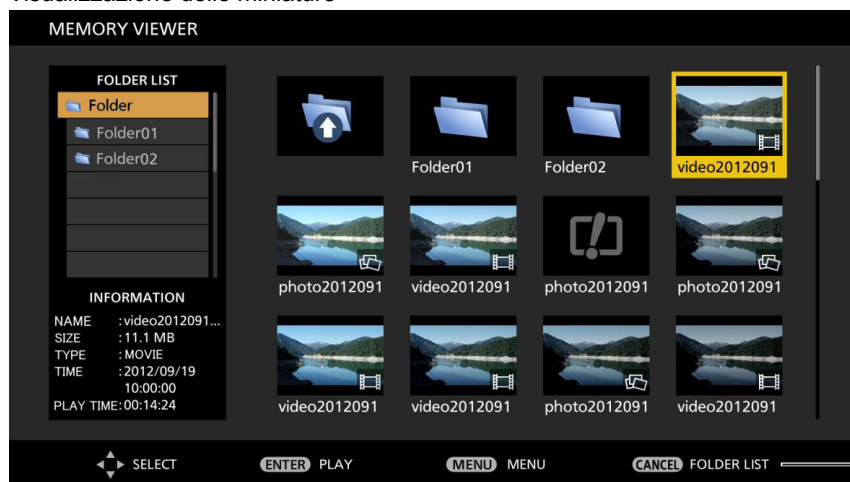 MEMORY VIEWER
FOLDER LIST
Folder
Folder01
Folder02
INFORMATION
NAME :video2012091...
SIZE :11.1 MB
TYPE :MOVIE
TIME :2012/09/19
10:00:00
PLAY TIME:00:14:24
Folder01 Folder02 video2012091
photo2012091 video2012091 photo2012091 photo2012091
video2012091 video2012091 photo2012091 video2012091
SELECT ENTER PLAY MENU MENU CANCEL FOLDER LIST